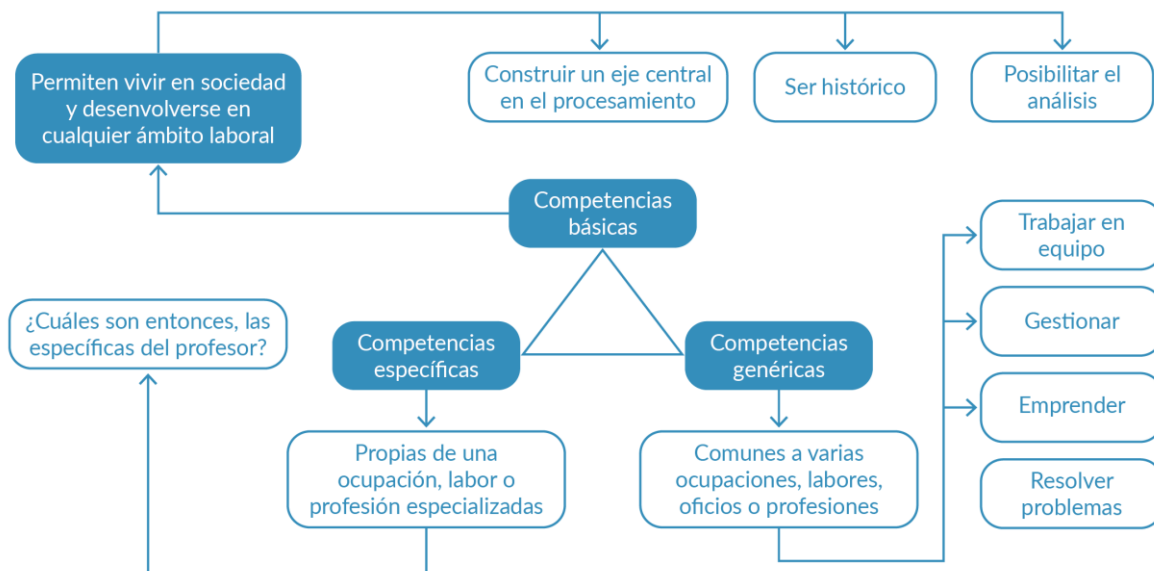 Permiten vivir en sociedad
y desenvolverse en
cualquier ámbito laboral
Construir un eje central
en el procesamiento
Ser histórico
Posibilitar el
análisis
Competencias
básicas
Trabajar en
equipo
¿Cuáles son entonces, las
específicas del profesor?
Gestionar
Competencias
específicas
Competencias
genéricas
Emprender
Propias de una
ocupación, labor o
profesión especializadas
Comunes a varias
ocupaciones, labores,
oficios o profesiones
Resolver
problemas